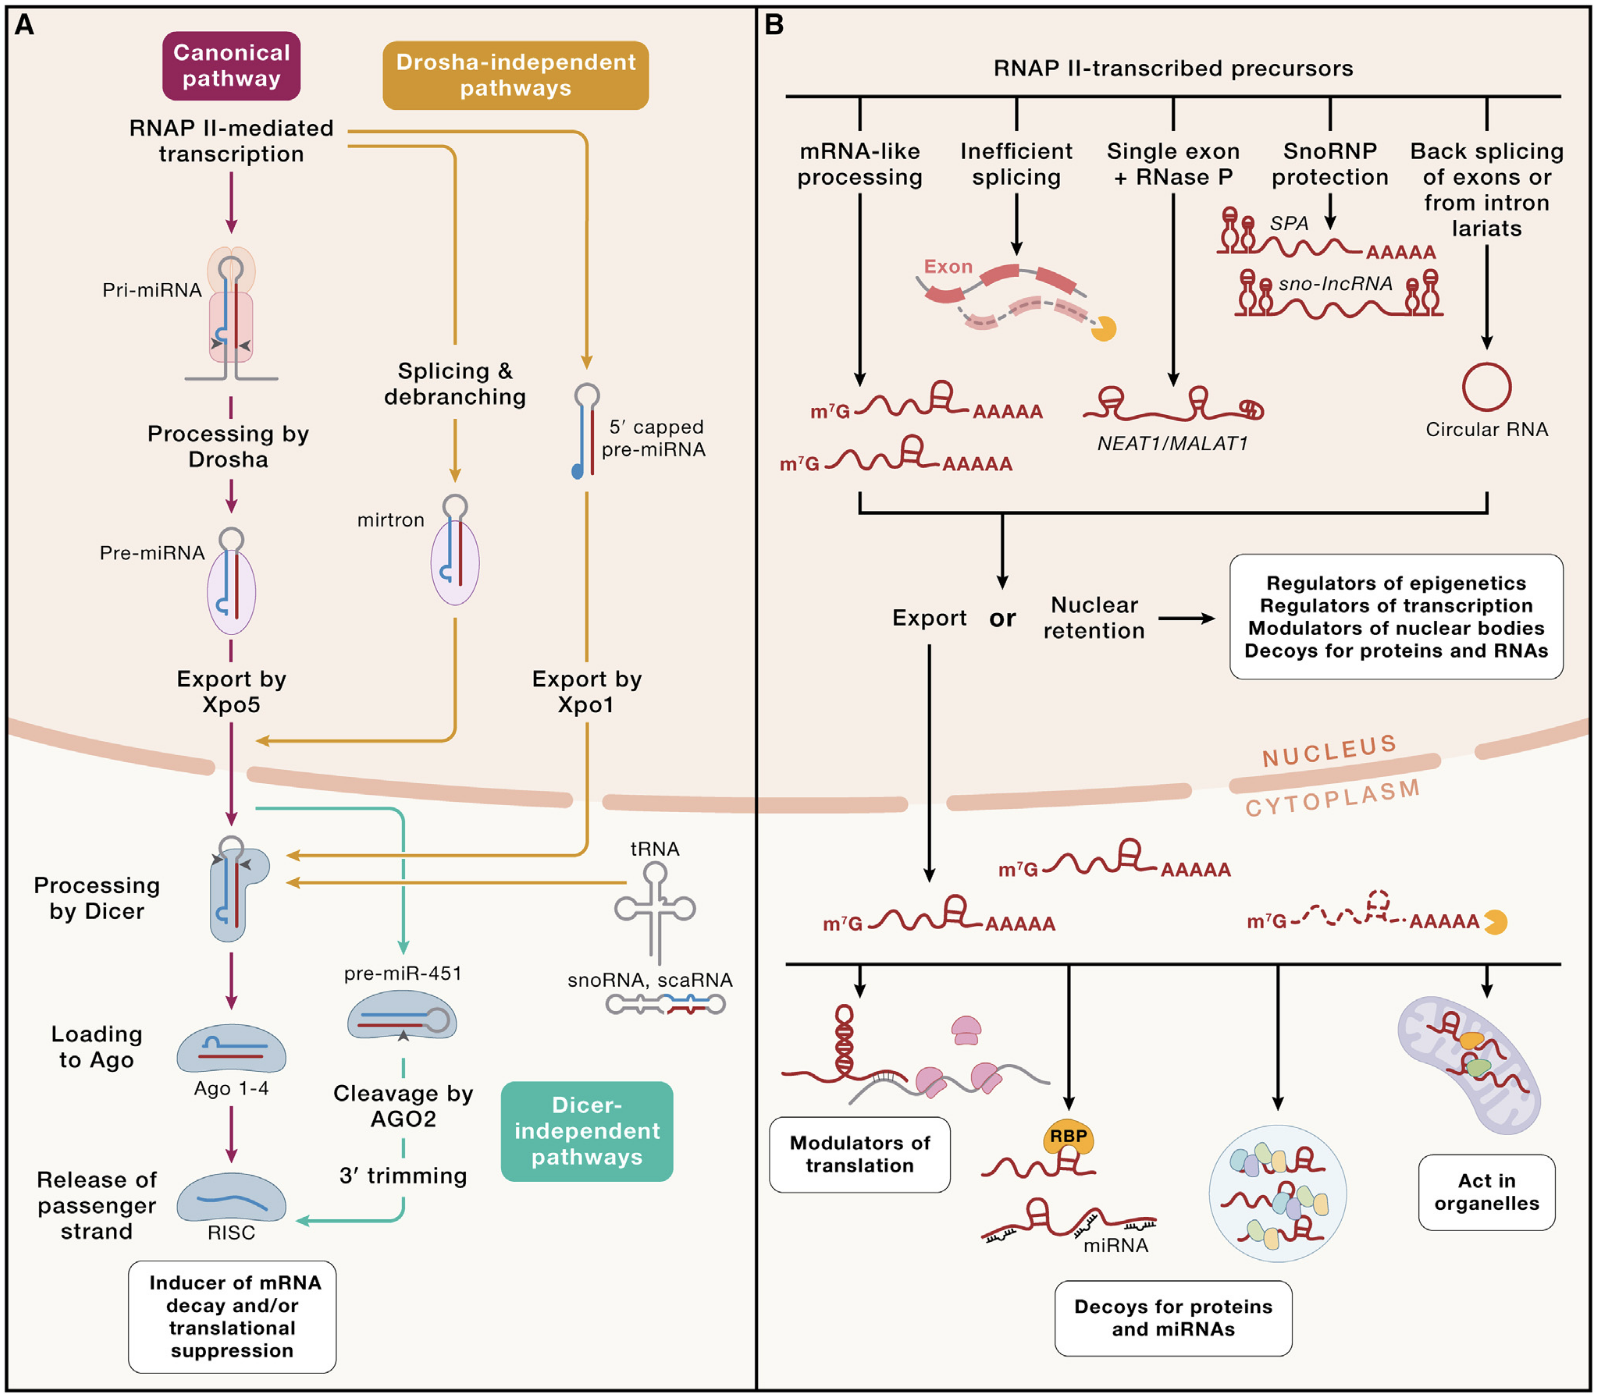 A
Canonical
pathway
Drosha-independent
pathways
RNAP II-mediated
transcription
Pri-miRNA
Processing by
Drosha
Pre-miRNA
Export by
Xpo5
Splicing &
debranching
mirtron
5′ capped
pre-miRNA
Export by
Xpo1
Processing
by Dicer
tRNA
snoRNA, scaRNA
pre-miR-451
Loading
to Ago
Ago 1-4
Cleavage by
AGO2
3′ trimming
Dicer-
independent
pathways
Release of
passenger
strand
RISC
Inducer of mRNA
decay and/or
translational
suppression
B
RNAP II-transcribed precursors
mRNA-like
processing
Inefficient
splicing
Single exon
+ RNase P
SnoRNP
protection
Back splicing
of exons or
from intron
lariats
Exon
SPA
AAAAA
sno-lncRNA
m⁷G AAAAA
m⁷G AAAAA
NEAT1/MALAT1
Circular RNA
Export or Nuclear
retention
Regulators of epigenetics
Regulators of transcription
Modulators of nuclear bodies
Decoys for proteins and RNAs
NUCLEUS
CYTOPLASM
m⁷G AAAAA
m⁷G AAAAA
m⁷G AAAAA
Modulators of
translation
RBP
miRNA
Decoys for proteins
and miRNAs
Act in
organelles